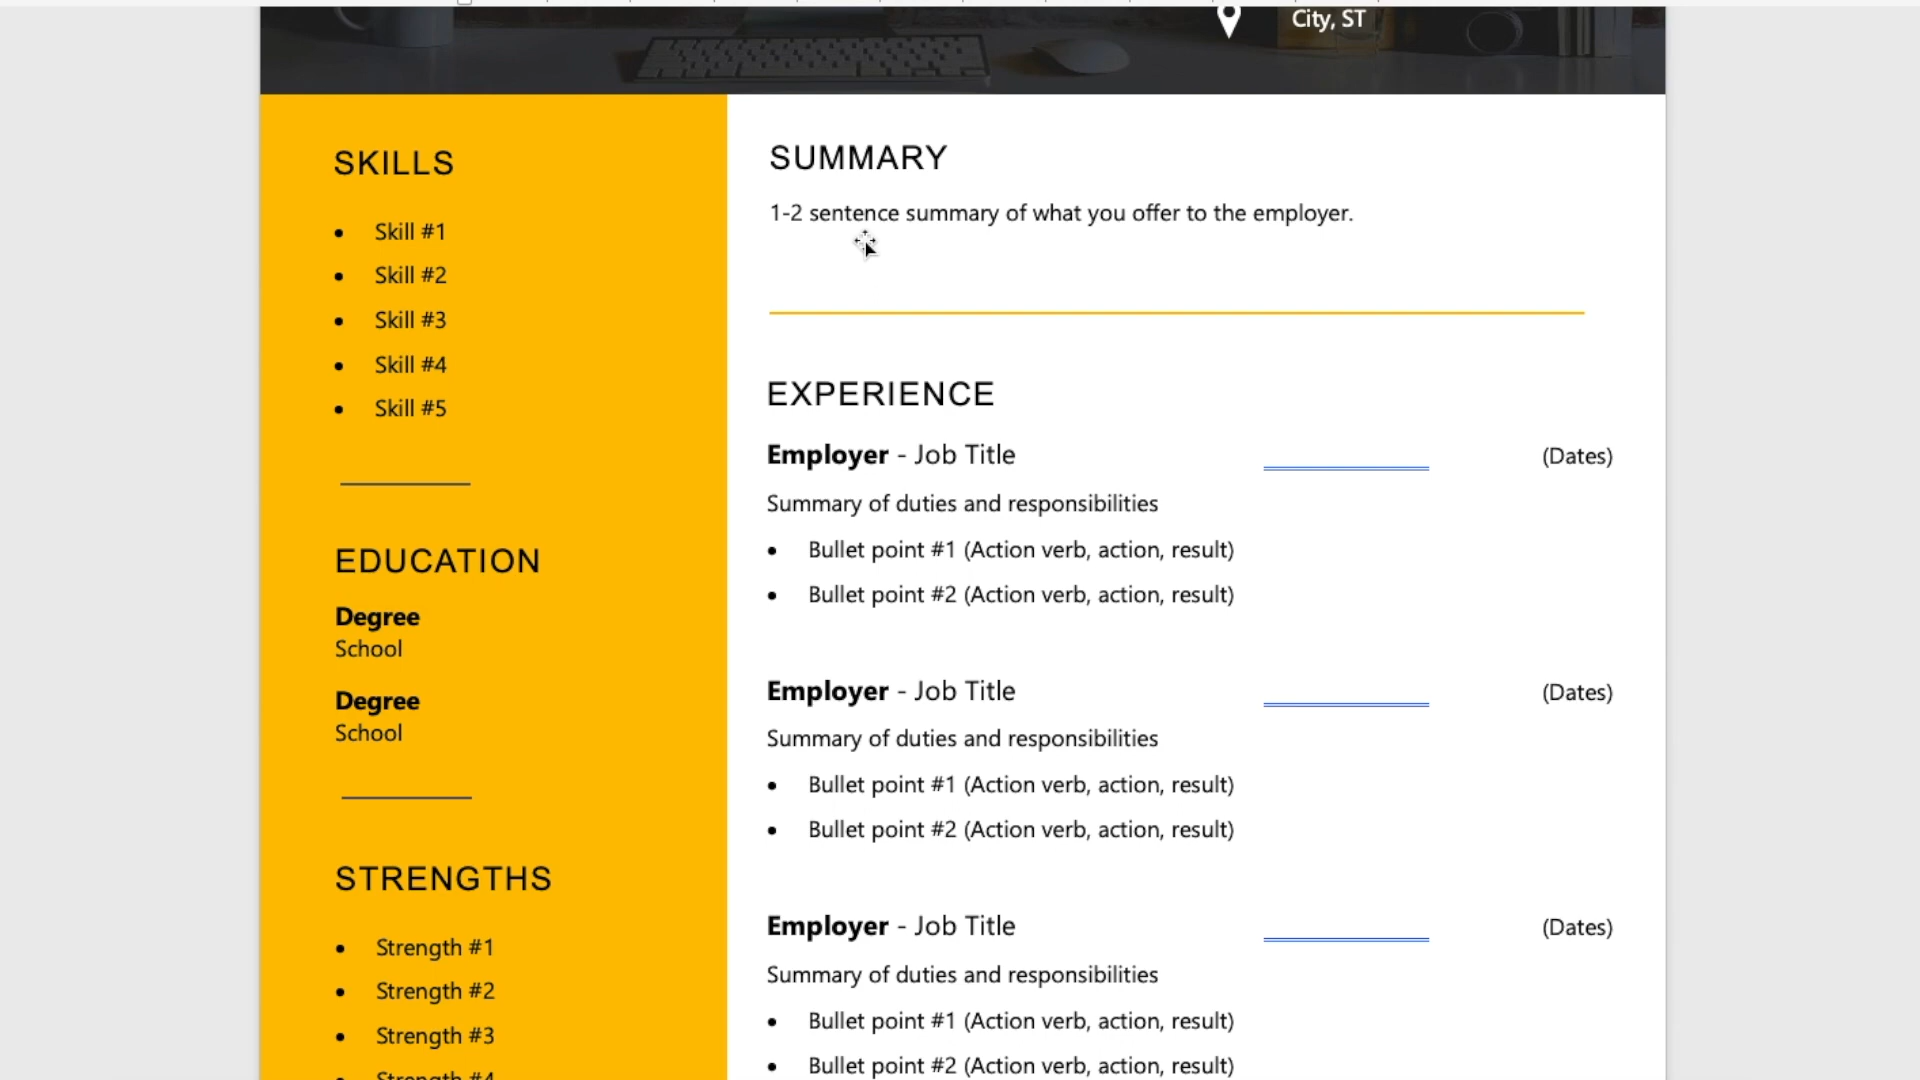 City, ST
SKILLS
Skill #1
Skill #2
Skill #3
Skill #4
Skill #5
EDUCATION
Degree
School
Degree
School
STRENGTHS
Strength #1
Strength #2
Strength #3
Strength #4
SUMMARY
1-2 sentence summary of what you offer to the employer.
EXPERIENCE
Employer - Job Title (Dates)
Summary of duties and responsibilities
Bullet point #1 (Action verb, action, result)
Bullet point #2 (Action verb, action, result)
Employer - Job Title (Dates)
Summary of duties and responsibilities
Bullet point #1 (Action verb, action, result)
Bullet point #2 (Action verb, action, result)
Employer - Job Title (Dates)
Summary of duties and responsibilities
Bullet point #1 (Action verb, action, result)
Bullet point #2 (Action verb, action, result)